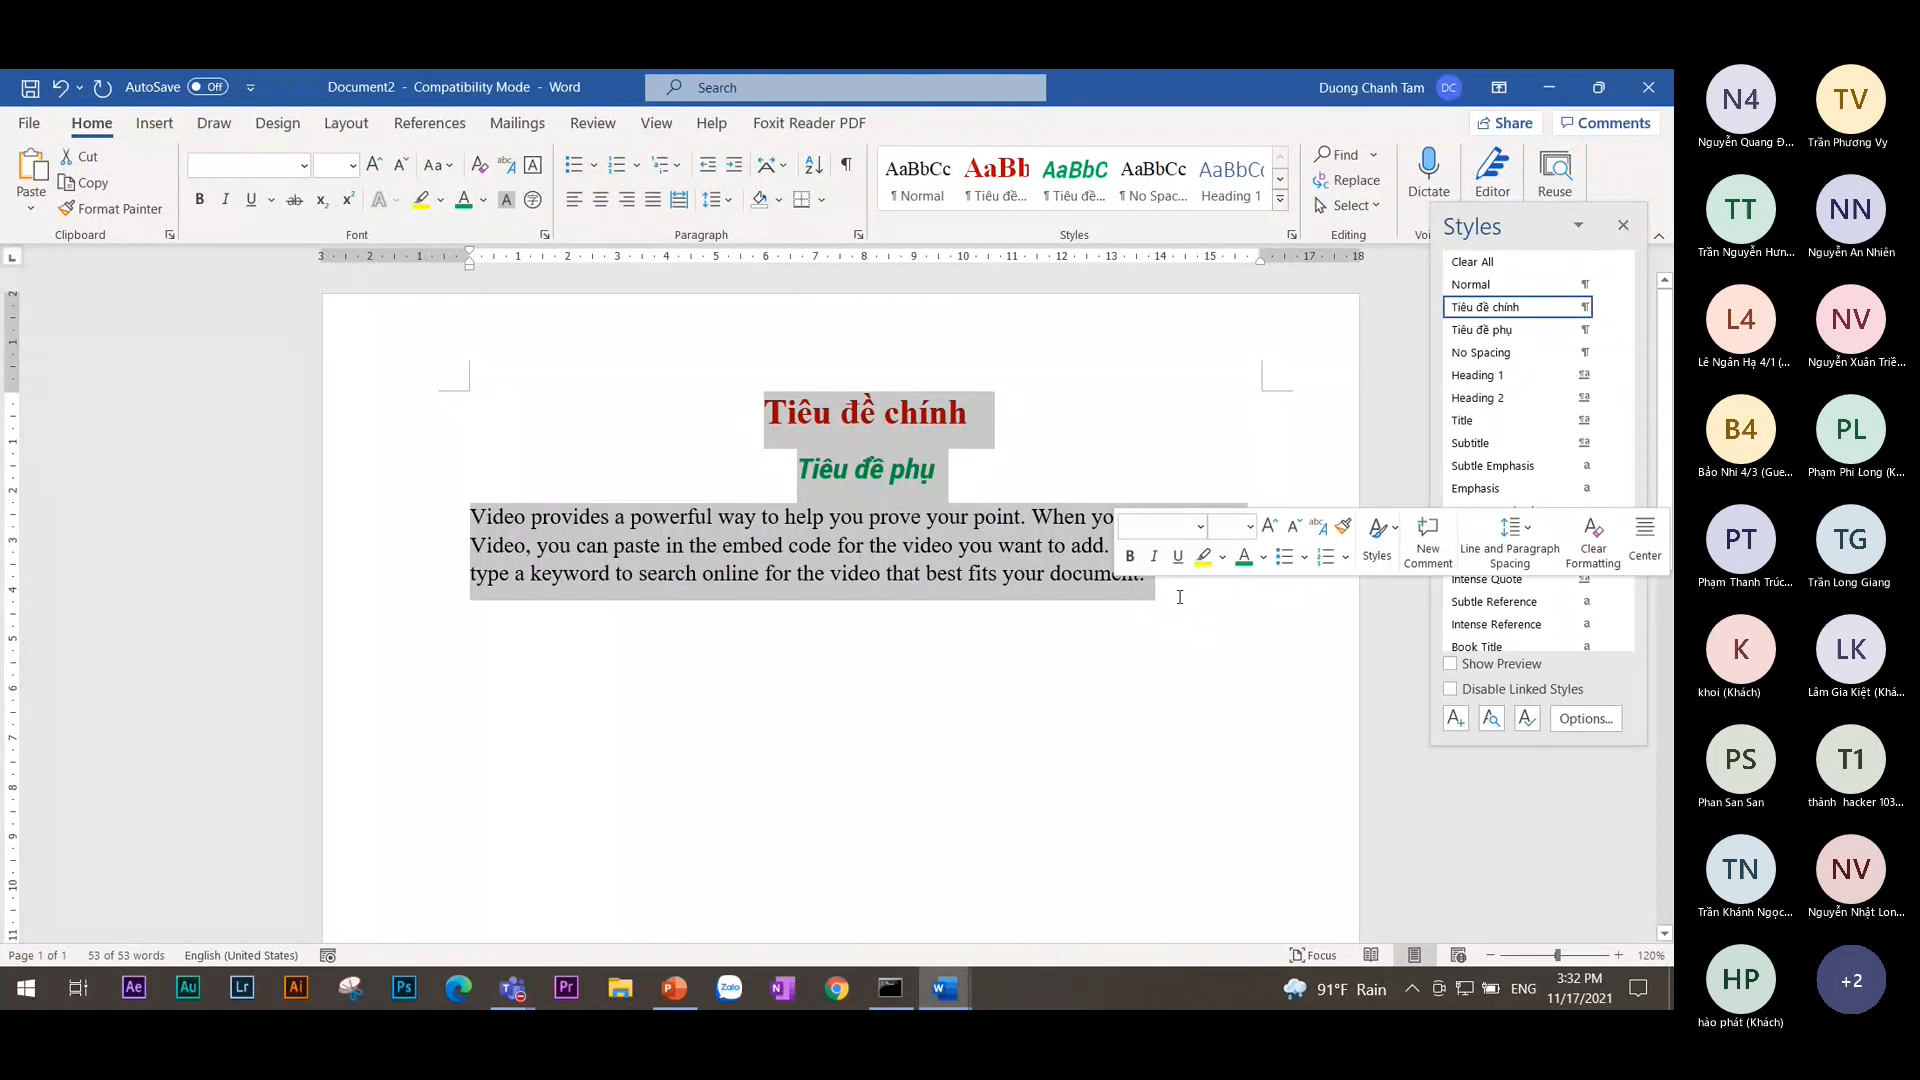 AutoSave Off
Document2 - Compatibility Mode - Word
Search
Duong Chanh Tam DC
File Home Insert Draw Design Layout References Mailings Review View Help Foxit Reader PDF
Share Comments
Paste
Cut
Copy
Format Painter
Clipboard
Font
Paragraph
AaBbCc AaBb AaBbC AaBbCc AaBbCc
¶ Normal ¶ Tiêu đề... ¶ Tiêu đề... ¶ No Spac... Heading 1
Styles
Find
Replace
Select
Editing
Dictate
Editor
Reuse
Styles
Clear All
Normal
Tiêu đề chính
Tiêu đề phụ
No Spacing
Heading 1
Heading 2
Title
Subtitle
Subtle Emphasis
Emphasis
Intense Quote
Subtle Reference
Intense Reference
Book Title
Show Preview
Disable Linked Styles
Options...
Tiêu đề chính
Tiêu đề phụ
Video provides a powerful way to help you prove your point. When yo
Video, you can paste in the embed code for the video you want to add.
type a keyword to search online for the video that best fits your document.
Styles
New Comment
Line and Paragraph Spacing
Clear Formatting
Center
Page 1 of 1 53 of 53 words English (United States)
Focus
120%
Ae Au Lr Ai Ps Pr Zalo
91°F Rain
ENG
3:32 PM
11/17/2021
N4 TV
Nguyễn Quang Đ... Trần Phương Vy
TT NN
Trần Nguyễn Hưn... Nguyễn An Nhiên
L4 NV
Lê Ngân Hạ 4/1 (... Nguyễn Xuân Triề...
B4 PL
Bảo Nhi 4/3 (Gue... Phạm Phi Long (K...
PT TG
Phạm Thanh Trúc... Trần Long Giang
K LK
khoi (Khách) Lâm Gia Kiệt (Khá...
PS T1
Phan San San thành hacker 103...
TN NV
Trần Khánh Ngọc... Nguyễn Nhật Lon...
HP +2
hào phát (Khách)